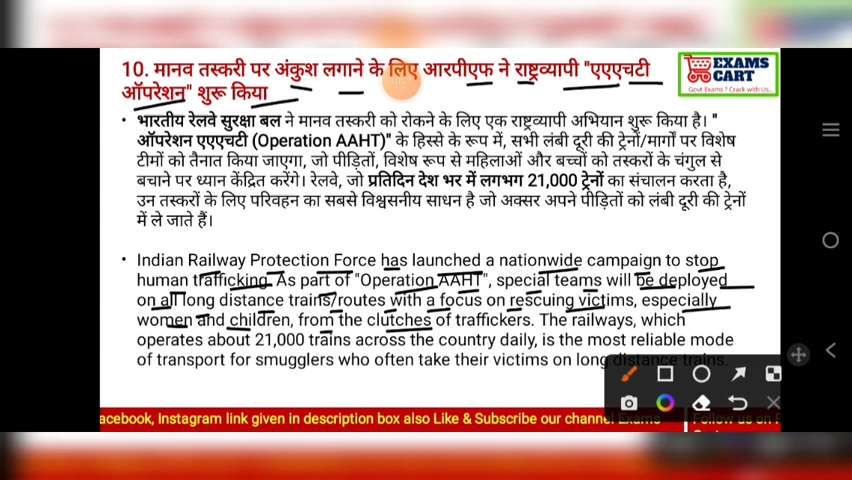 10. मानव तस्करी पर अंकुश लगाने के लिए आरपीएफ ने राष्ट्रव्यापी "एएएचटी
ऑपरेशन" शुरू किया
EXAMS
CART
Govt Exams ? Crack with Us...
• भारतीय रेलवे सुरक्षा बल ने मानव तस्करी को रोकने के लिए एक राष्ट्रव्यापी अभियान शुरू किया है। "
ऑपरेशन एएएचटी (Operation AAHT)" के हिस्से के रूप में, सभी लंबी दूरी की ट्रेनों/मार्गों पर विशेष
टीमों को तैनात किया जाएगा, जो पीड़ितों, विशेष रूप से महिलाओं और बच्चों को तस्करों के चंगुल से
बचाने पर ध्यान केंद्रित करेंगे। रेलवे, जो प्रतिदिन देश भर में लगभग 21,000 ट्रेनों का संचालन करता है,
उन तस्करों के लिए परिवहन का सबसे विश्वसनीय साधन है जो अक्सर अपने पीड़ितों को लंबी दूरी की ट्रेनों
में ले जाते हैं।
• Indian Railway Protection Force has launched a nationwide campaign to stop
human trafficking. As part of "Operation AAHT", special teams will be deployed
on all long distance trains/routes with a focus on rescuing victims, especially
women and children, from the clutches of traffickers. The railways, which
operates about 21,000 trains across the country daily, is the most reliable mode
of transport for smugglers who often take their victims on long distance trains.
acebook, Instagram link given in description box also Like & Subscribe our channel Exams
Follow us on F